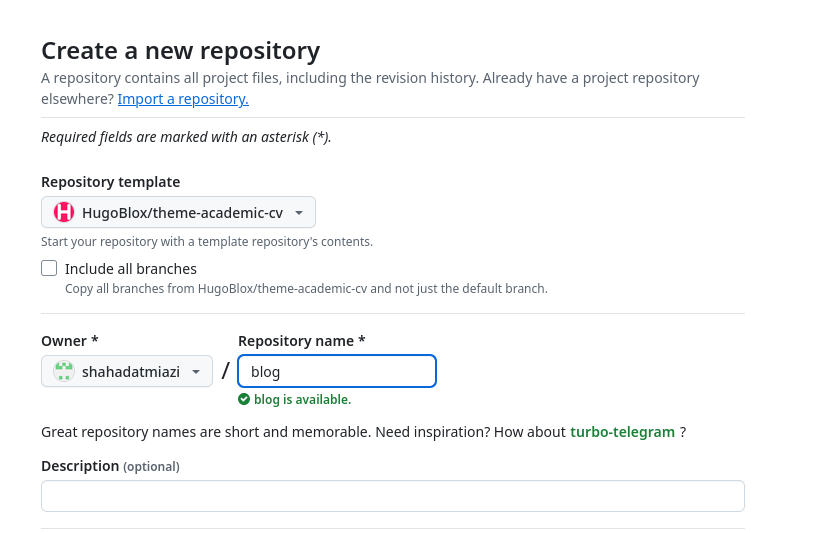 Create a new repository
A repository contains all project files, including the revision history. Already have a project repository
elsewhere? Import a repository.
Required fields are marked with an asterisk (*).
Repository template
HugoBlox/theme-academic-cv
Start your repository with a template repository's contents.
Include all branches
Copy all branches from HugoBlox/theme-academic-cv and not just the default branch.
Owner * Repository name *
shahadatmiazi / blog
blog is available.
Great repository names are short and memorable. Need inspiration? How about turbo-telegram ?
Description (optional)